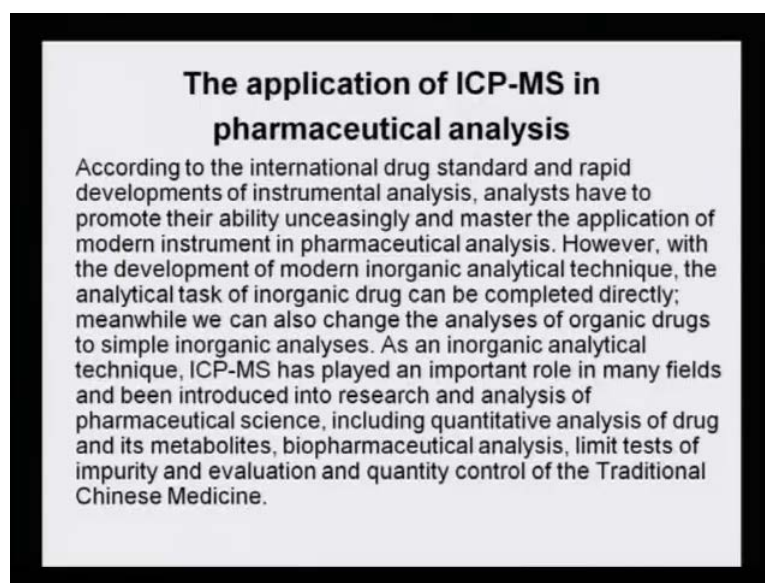 The application of ICP-MS in
pharmaceutical analysis
According to the international drug standard and rapid
developments of instrumental analysis, analysts have to
promote their ability unceasingly and master the application of
modern instrument in pharmaceutical analysis. However, with
the development of modern inorganic analytical technique, the
analytical task of inorganic drug can be completed directly;
meanwhile we can also change the analyses of organic drugs
to simple inorganic analyses. As an inorganic analytical
technique, ICP-MS has played an important role in many fields
and been introduced into research and analysis of
pharmaceutical science, including quantitative analysis of drug
and its metabolites, biopharmaceutical analysis, limit tests of
impurity and evaluation and quantity control of the Traditional
Chinese Medicine.